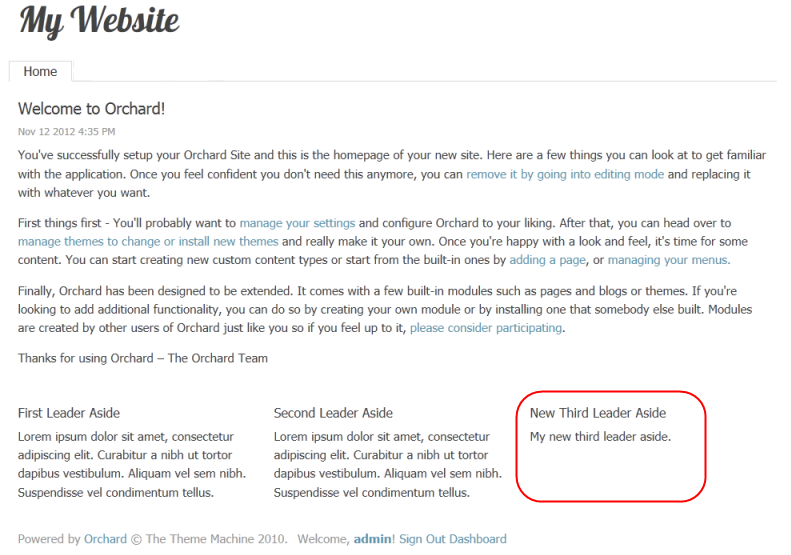 My Website
Home
Welcome to Orchard!
Nov 12 2012 4:35 PM
You've successfully setup your Orchard Site and this is the homepage of your new site. Here are a few things you can look at to get familiar
with the application. Once you feel confident you don't need this anymore, you can remove it by going into editing mode and replacing it
with whatever you want.
First things first - You'll probably want to manage your settings and configure Orchard to your liking. After that, you can head over to
manage themes to change or install new themes and really make it your own. Once you're happy with a look and feel, it's time for some
content. You can start creating new custom content types or start from the built-in ones by adding a page, or managing your menus.
Finally, Orchard has been designed to be extended. It comes with a few built-in modules such as pages and blogs or themes. If you're
looking to add additional functionality, you can do so by creating your own module or by installing one that somebody else built. Modules
are created by other users of Orchard just like you so if you feel up to it, please consider participating.
Thanks for using Orchard – The Orchard Team
First Leader Aside
Lorem ipsum dolor sit amet, consectetur
adipiscing elit. Curabitur a nibh ut tortor
dapibus vestibulum. Aliquam vel sem nibh.
Suspendisse vel condimentum tellus.
Second Leader Aside
Lorem ipsum dolor sit amet, consectetur
adipiscing elit. Curabitur a nibh ut tortor
dapibus vestibulum. Aliquam vel sem nibh.
Suspendisse vel condimentum tellus.
New Third Leader Aside
My new third leader aside.
Powered by Orchard © The Theme Machine 2010. Welcome, admin! Sign Out Dashboard